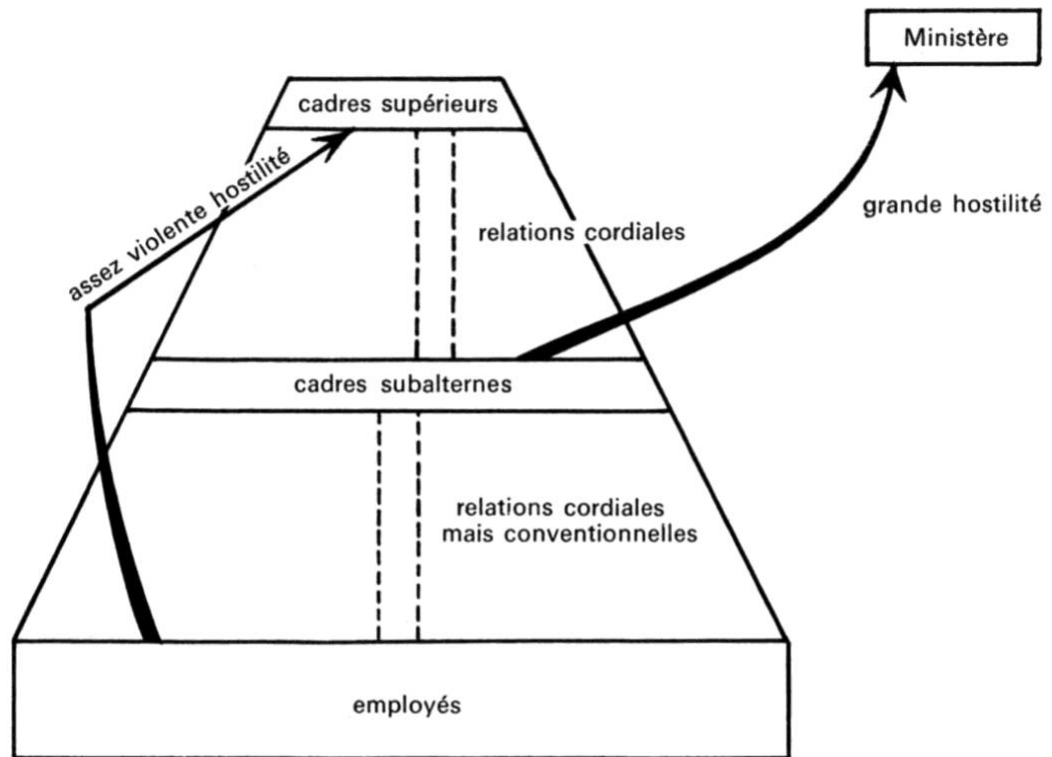 Ministère
cadres supérieurs
assez violente hostilité
grande hostilité
relations cordiales
cadres subalternes
relations cordiales
mais conventionnelles
employés